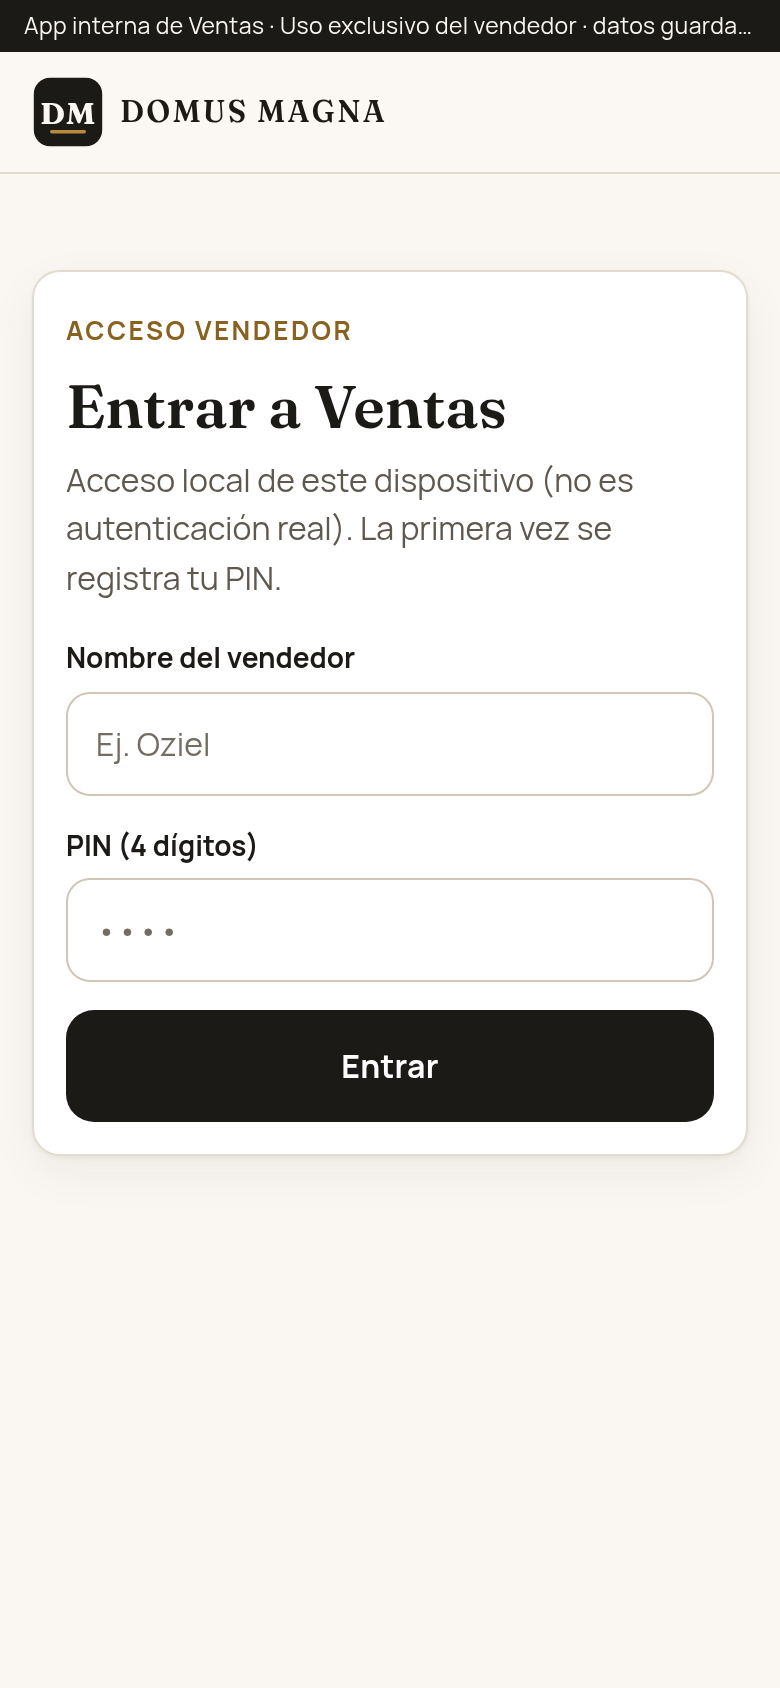 App interna de Ventas · Uso exclusivo del vendedor · datos guarda…
DM
DOMUS MAGNA
ACCESO VENDEDOR
Entrar a Ventas
Acceso local de este dispositivo (no es
autenticación real). La primera vez se
registra tu PIN.
Nombre del vendedor
Ej. Oziel
PIN (4 dígitos)
••••
Entrar